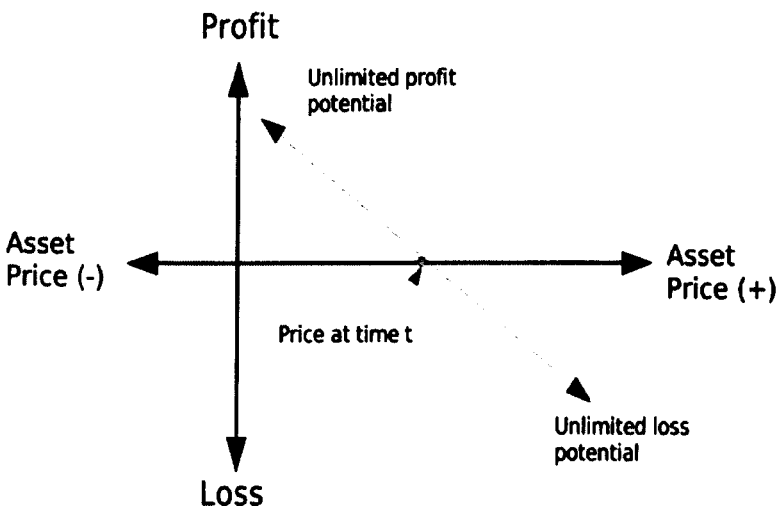 Profit
Unlimited profit
potential
Asset
Price (-)
Asset
Price (+)
Price at time t
Unlimited loss
potential
Loss